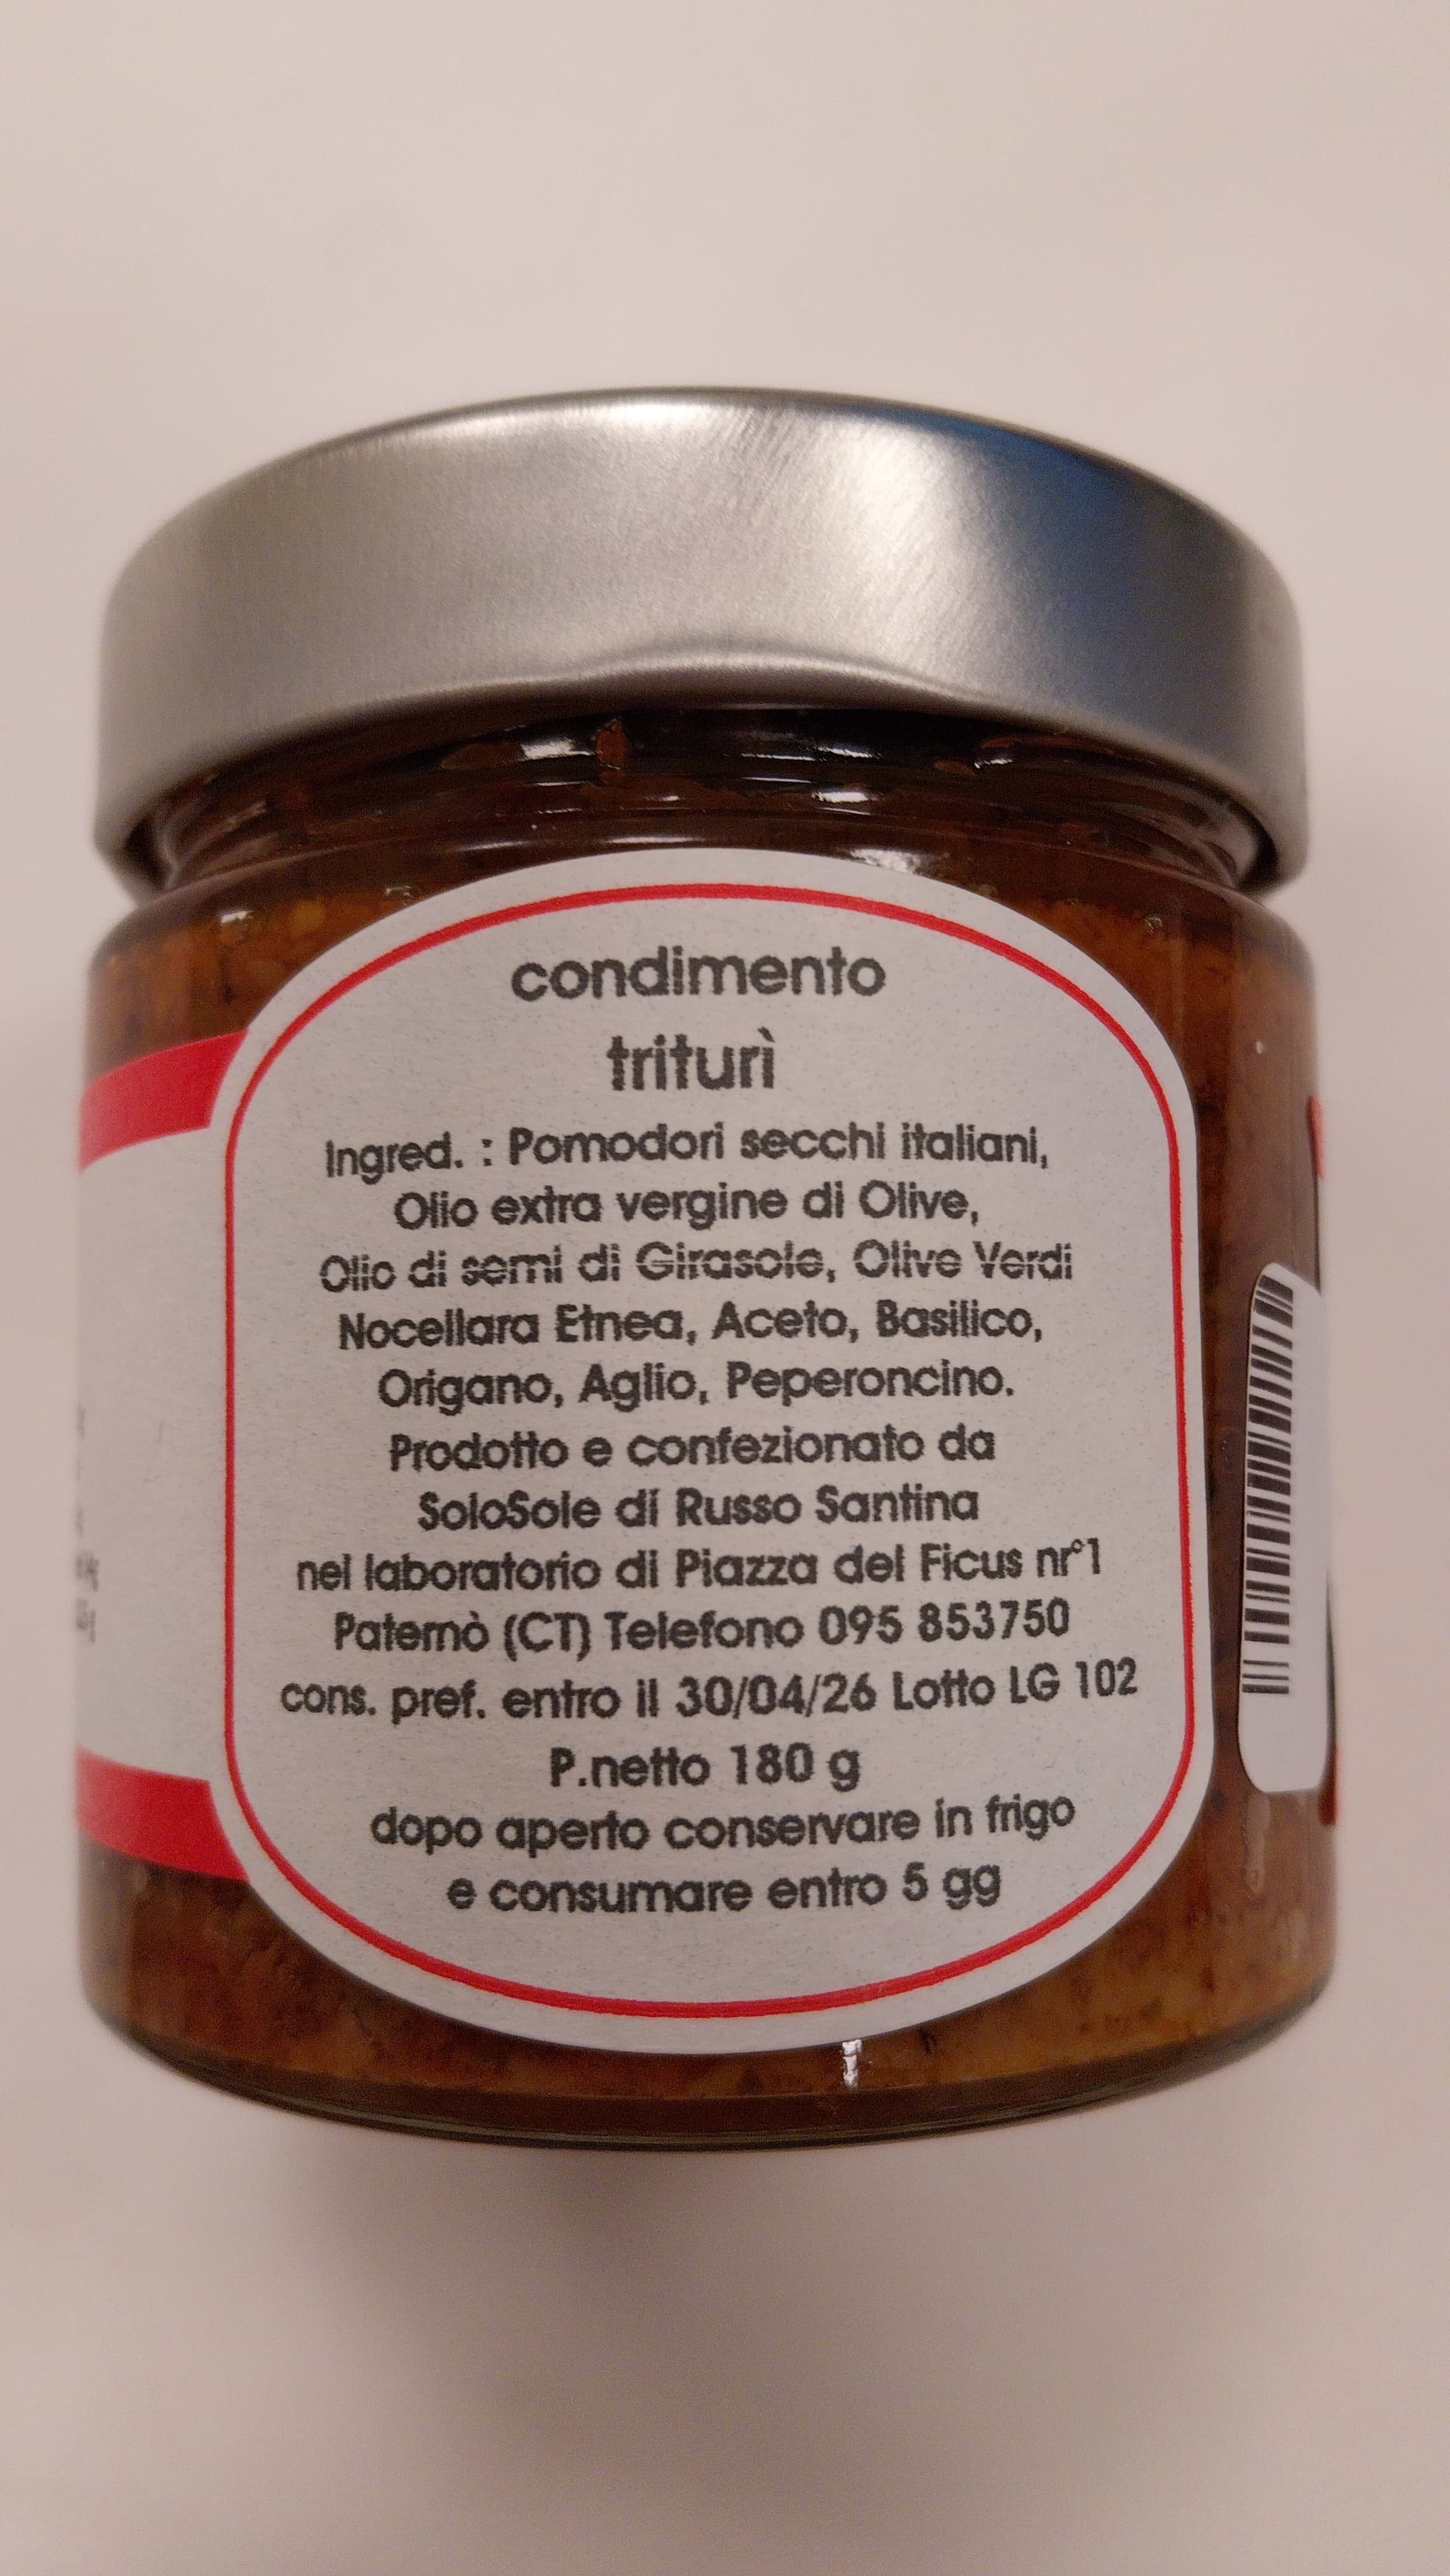 condimento
triturì
Ingred. : Pomodori secchi italiani,
Olio extra vergine di Olive,
Olio di semi di Girasole, Olive Verdi
Nocellara Etnea, Aceto, Basilico,
Origano, Aglio, Peperoncino.
Prodotto e confezionato da
SoloSole di Russo Santina
nel laboratorio di Piazza del Ficus nr°1
Paternò (CT) Telefono 095 853750
cons. pref. entro il 30/04/26 Lotto LG 102
P.netto 180 g
dopo aperto conservare in frigo
e consumare entro 5 gg